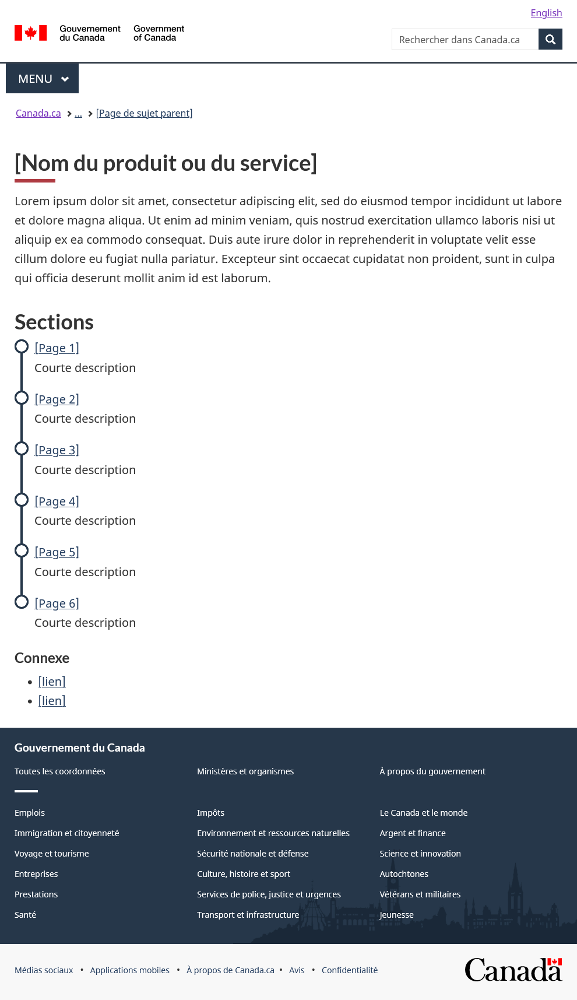 English
Gouvernement
du Canada
Government
of Canada
Rechercher dans Canada.ca
MENU
Canada.ca ... [Page de sujet parent]
[Nom du produit ou du service]
Lorem ipsum dolor sit amet, consectetur adipiscing elit, sed do eiusmod tempor incididunt ut labore
et dolore magna aliqua. Ut enim ad minim veniam, quis nostrud exercitation ullamco laboris nisi ut
aliquip ex ea commodo consequat. Duis aute irure dolor in reprehenderit in voluptate velit esse
cillum dolore eu fugiat nulla pariatur. Excepteur sint occaecat cupidatat non proident, sunt in culpa
qui officia deserunt mollit anim id est laborum.
Sections
[Page 1]
Courte description
[Page 2]
Courte description
[Page 3]
Courte description
[Page 4]
Courte description
[Page 5]
Courte description
[Page 6]
Courte description
Connexe
• [lien]
• [lien]
Gouvernement du Canada
Toutes les coordonnées Ministères et organismes À propos du gouvernement
Emplois Impôts Le Canada et le monde
Immigration et citoyenneté Environnement et ressources naturelles Argent et finance
Voyage et tourisme Sécurité nationale et défense Science et innovation
Entreprises Culture, histoire et sport Autochtones
Prestations Services de police, justice et urgences Vétérans et militaires
Santé Transport et infrastructure Jeunesse
Médias sociaux • Applications mobiles • À propos de Canada.ca • Avis • Confidentialité
Canada